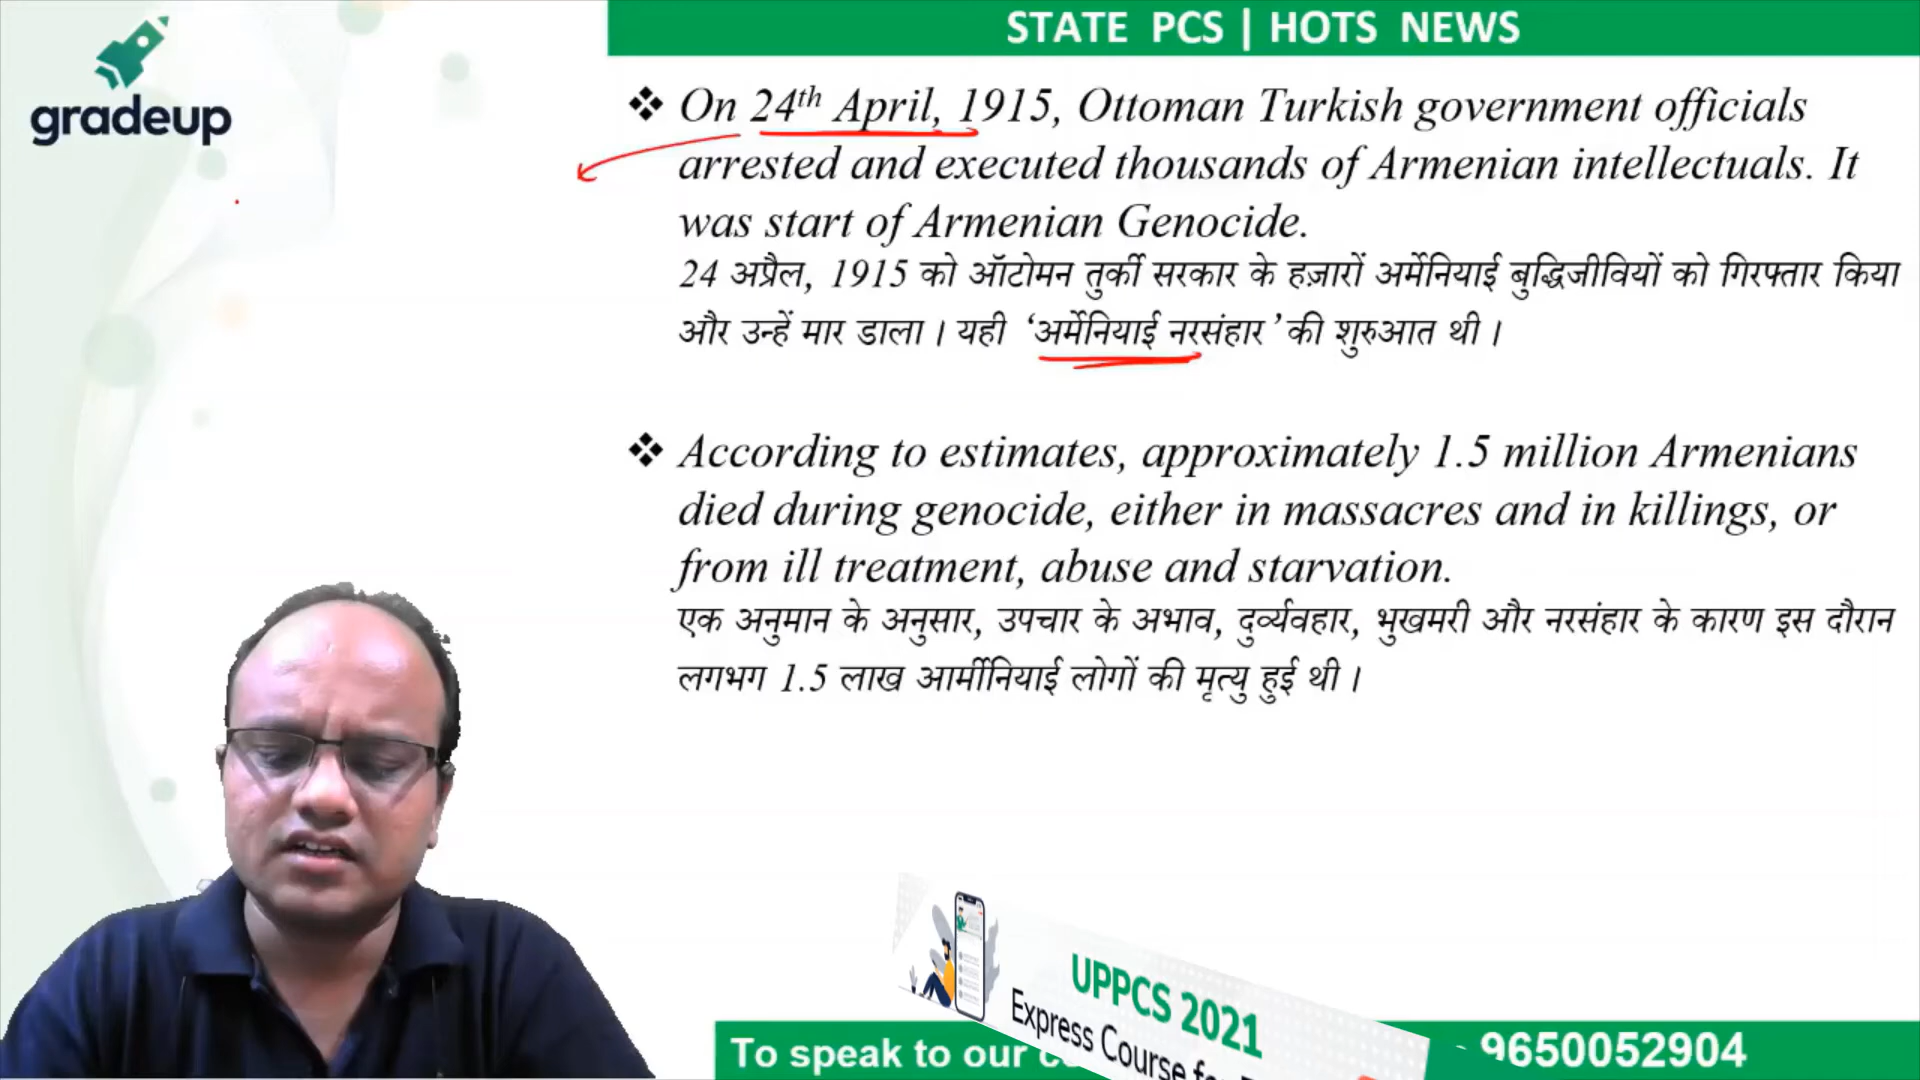 STATE PCS | HOTS NEWS
gradeup
❖ On 24th April, 1915, Ottoman Turkish government officials
arrested and executed thousands of Armenian intellectuals. It
was start of Armenian Genocide.
24 अप्रैल, 1915 को ऑटोमन तुर्की सरकार के हज़ारों अर्मेनियाई बुद्धिजीवियों को गिरफ्तार किया
और उन्हें मार डाला । यही ‘अर्मेनियाई नरसंहार’ की शुरुआत थी ।
❖ According to estimates, approximately 1.5 million Armenians
died during genocide, either in massacres and in killings, or
from ill treatment, abuse and starvation.
एक अनुमान के अनुसार, उपचार के अभाव, दुर्व्यवहार, भुखमरी और नरसंहार के कारण इस दौरान
लगभग 1.5 लाख आर्मीनियाई लोगों की मृत्यु हुई थी ।
UPPCS 2021
Express Course for
To speak to our
9650052904